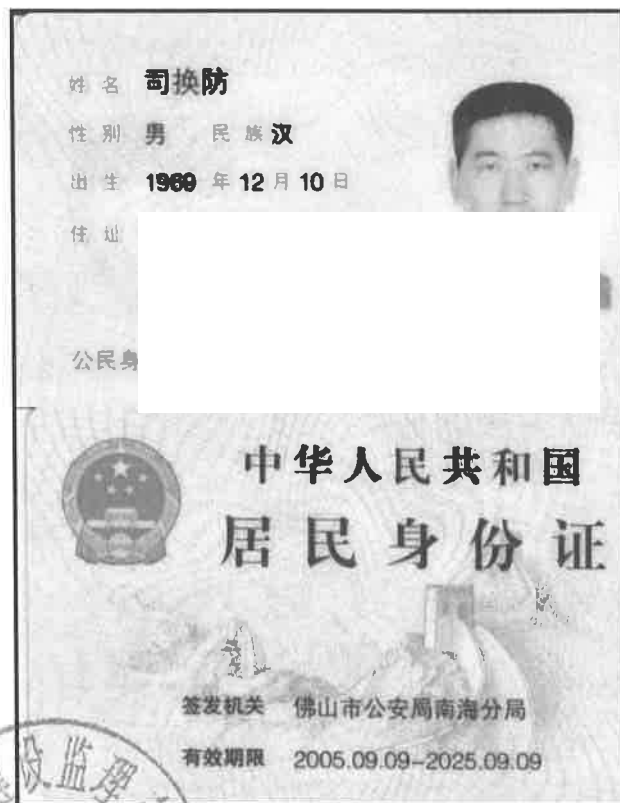 姓名 司换防
性别 男 民族 汉
出生 1969 年 12 月 10 日
住址
公民身
中华人民共和国
居民身份证
签发机关 佛山市公安局南海分局
有效期限 2005.09.09-2025.09.09
监理